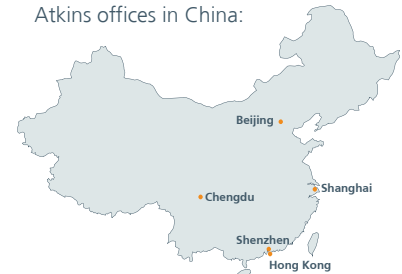 Atkins offices in China:
Beijing
Shanghai
Chengdu
Shenzhen
Hong Kong